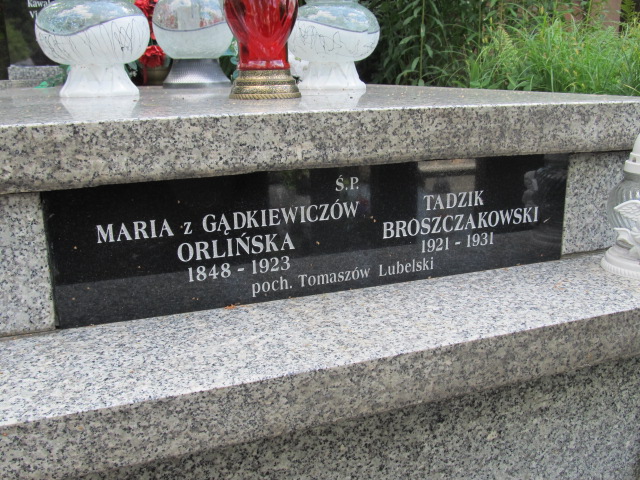 Ś.P.
MARIA z GĄDKIEWICZÓW
ORLIŃSKA
1848 - 1923
TADZIK
BROSZCZAKOWSKI
1921 - 1931
poch. Tomaszów Lubelski